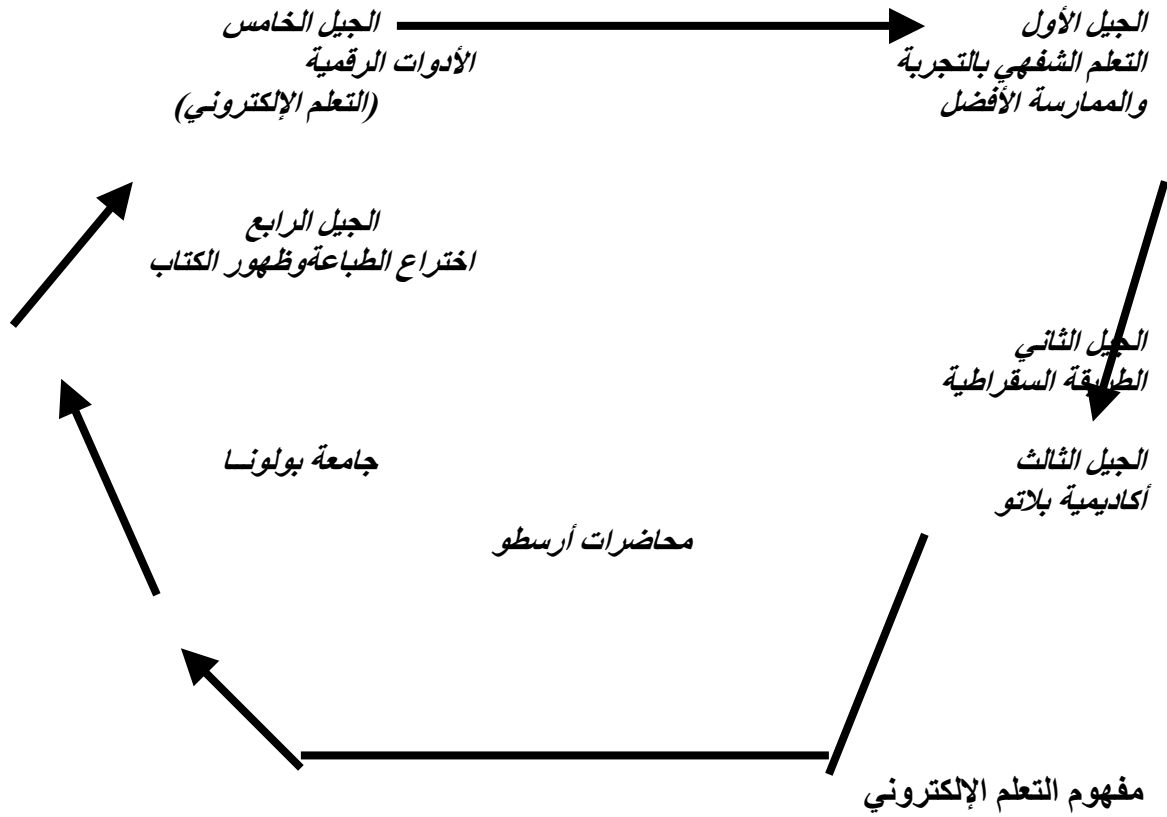 الجيل الأول
التعلم الشفهي بالتجربة
والممارسة الأفضل
الجيل الثاني
الطريقة السقراطية
الجيل الثالث
أكاديمية بلاتو
محاضرات أرسطو
جامعة بولونـــا
الجيل الرابع
اختراع الطباعةوظهور الكتاب
الجيل الخامس
الأدوات الرقمية
(التعلم الإلكتروني)
مفهوم التعلم الإلكتروني